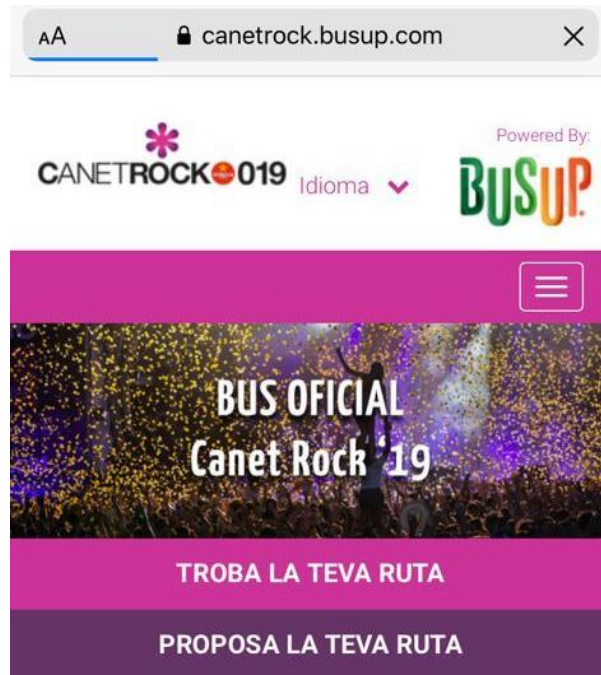 AA canetrock.busup.com
Powered By:
CANETROCK 019 Idioma BUSUP
BUS OFICIAL
Canet Rock '19
TROBA LA TEVA RUTA
PROPOSA LA TEVA RUTA